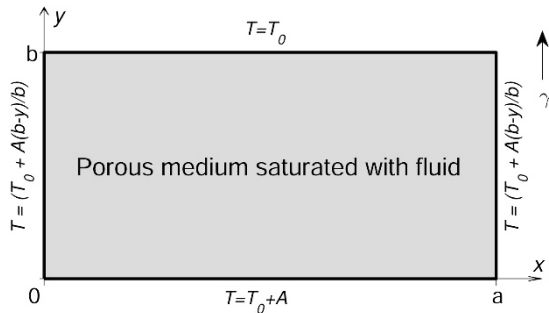 y
T=T₀
b
γ
T = (T₀ + A(b-y)/b)
Porous medium saturated with fluid
T = (T₀ + A(b-y)/b)
x
0
T=T₀+A
a